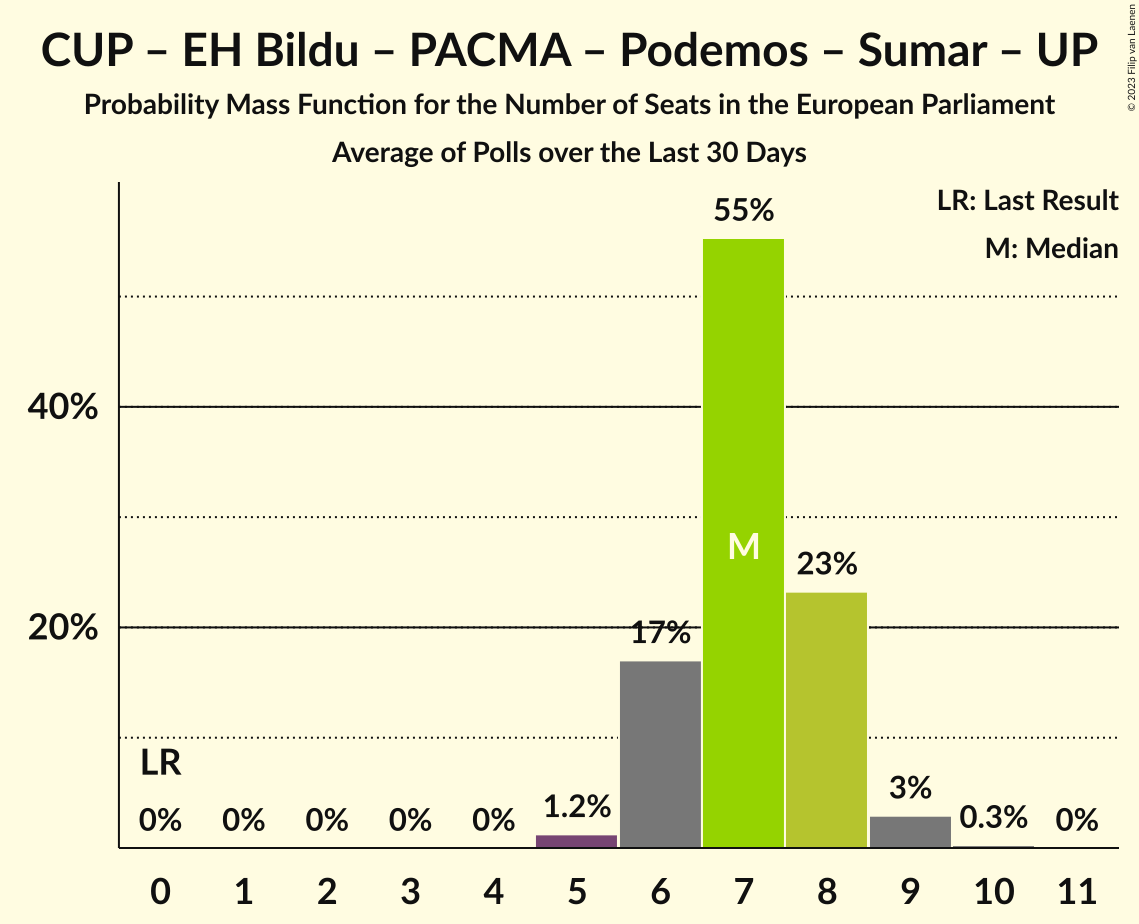 CUP – EH Bildu – PACMA – Podemos – Sumar – UP
Probability Mass Function for the Number of Seats in the European Parliament
Average of Polls over the Last 30 Days
© 2023 Filip van Laenen
LR: Last Result
M: Median
55%
40%
M
23%
20%
17%
LR
0% 0% 0% 0% 0% 1.2% 3% 0.3% 0%
0 1 2 3 4 5 6 7 8 9 10 11